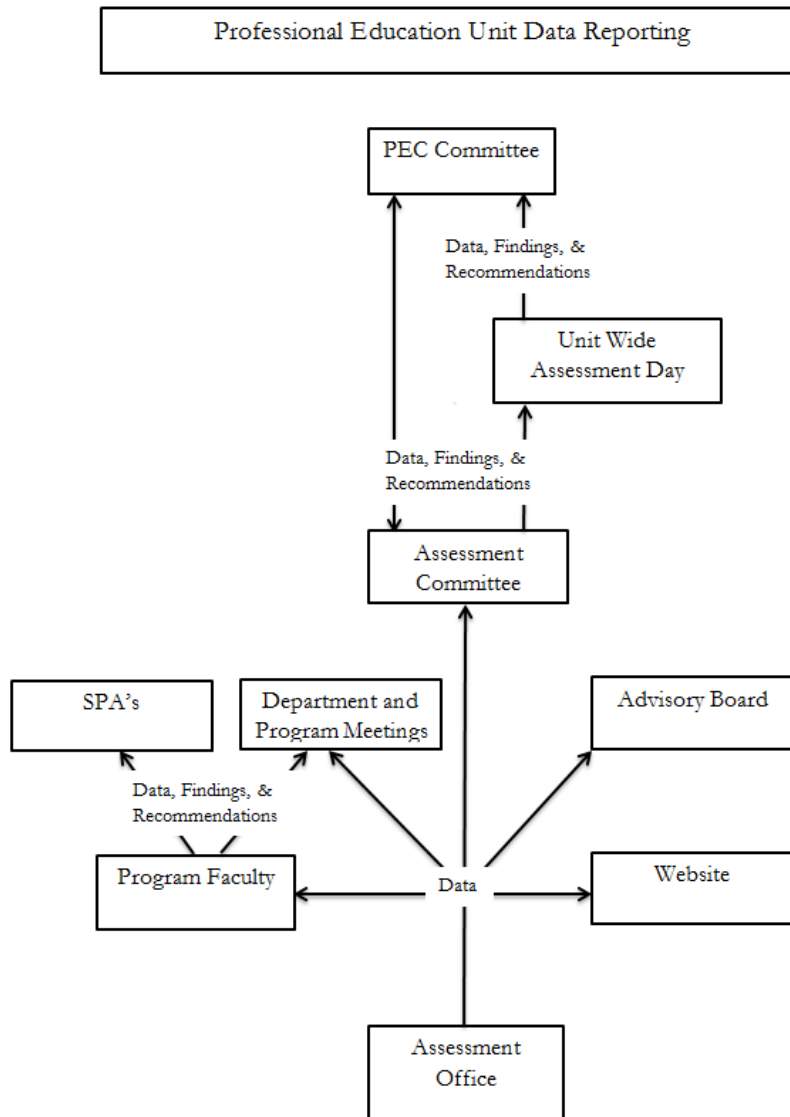 Professional Education Unit Data Reporting
PEC Committee
Data, Findings, &
Recommendations
Unit Wide
Assessment Day
Data, Findings, &
Recommendations
Assessment
Committee
SPA's
Department and
Program Meetings
Advisory Board
Data, Findings, &
Recommendations
Program Faculty
Data
Website
Assessment
Office